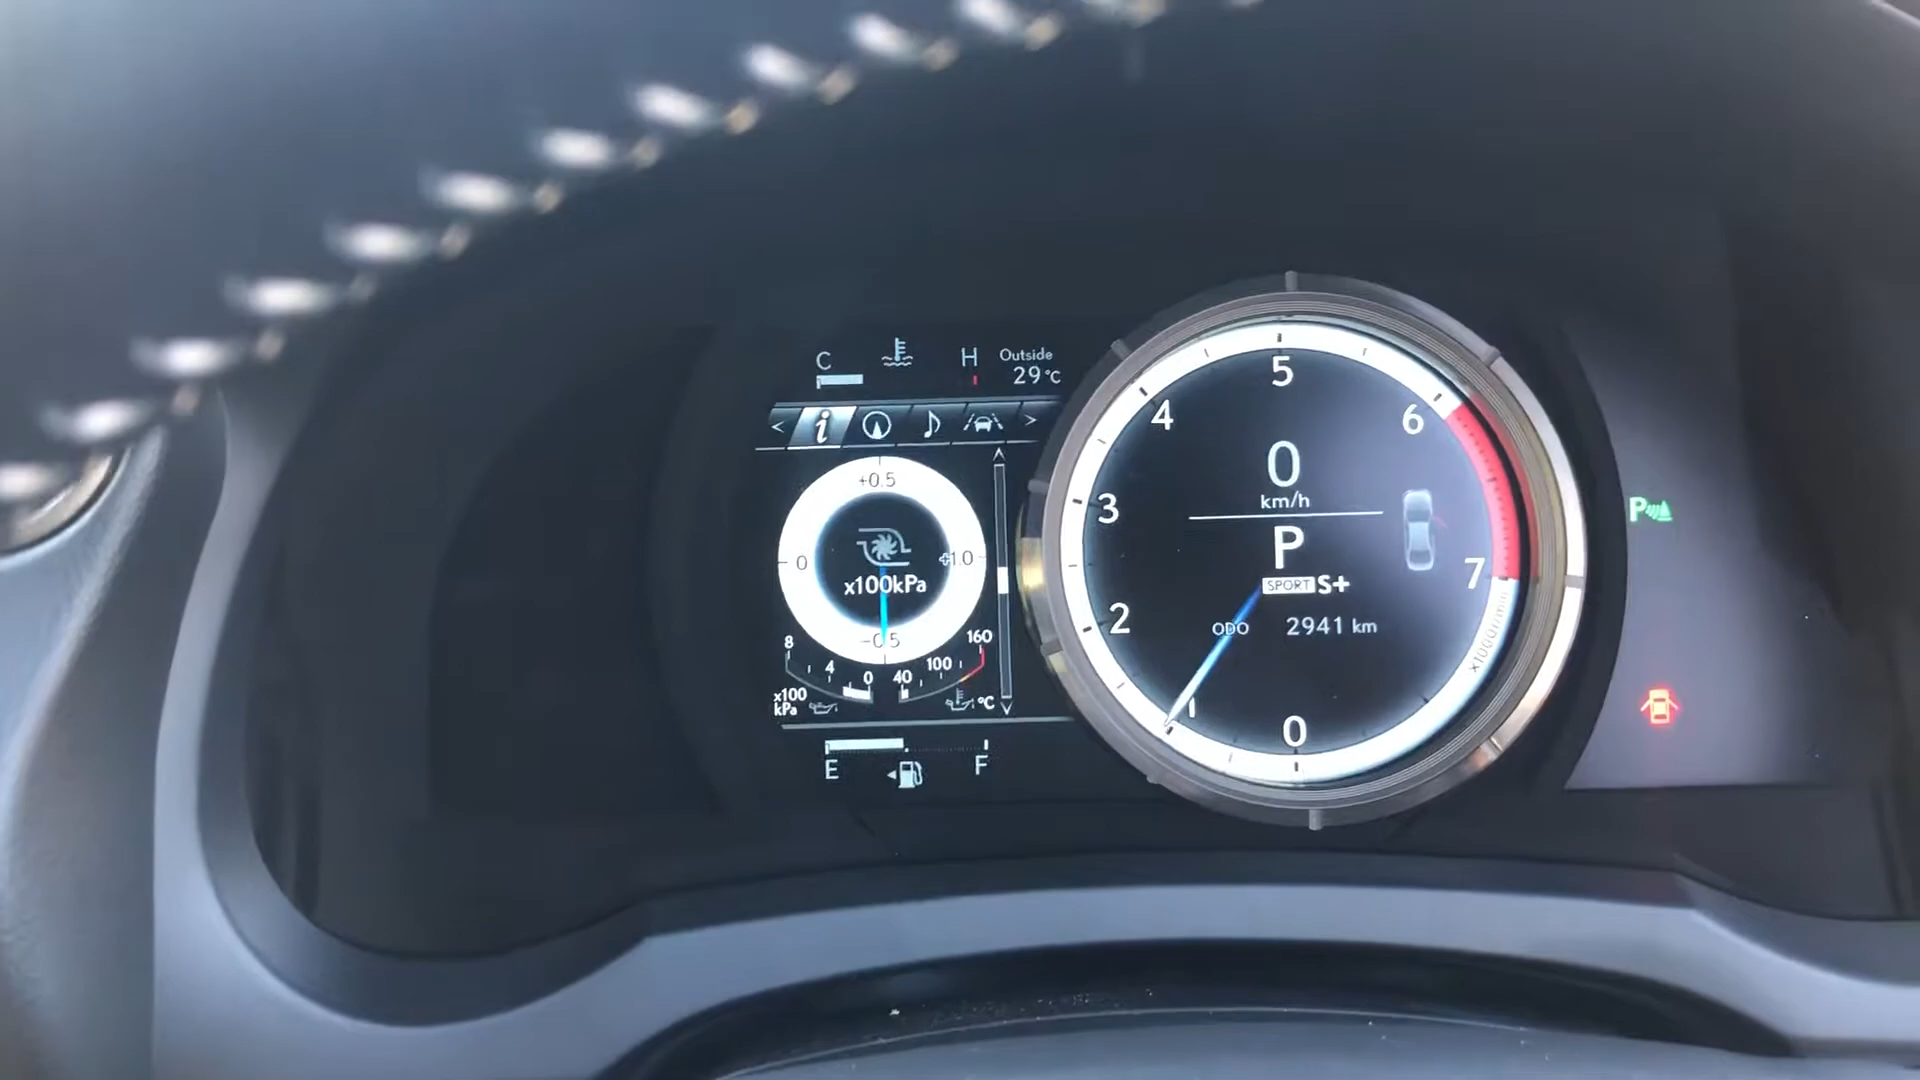 C H Outside
29°C
< i >
+0.5
0 +1.0
x100kPa
-0.5
8 4 0 40 100 160
x100
kPa °C
E F
0 1 2 3 4 5 6 7
x1000r/min
0
km/h
P
SPORT S+
ODO 2941 km
P